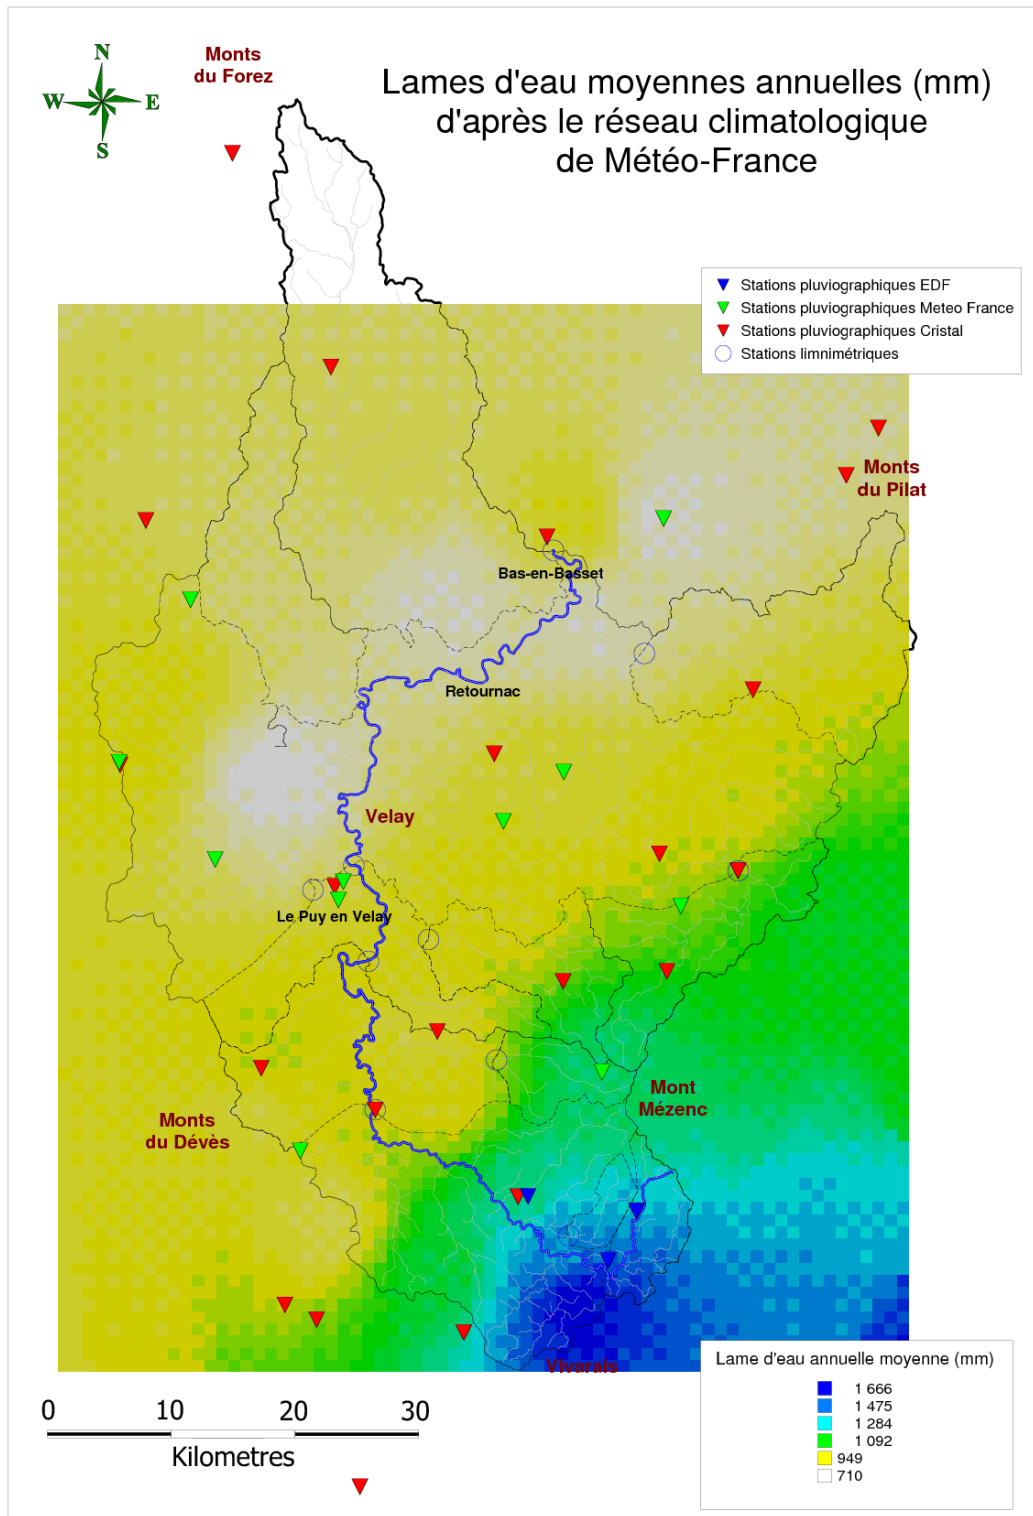 N
W
E
S
Monts
du Forez
Lames d'eau moyennes annuelles (mm)
d'après le réseau climatologique
de Météo-France
Stations pluviographiques EDF
Stations pluviographiques Meteo France
Stations pluviographiques Cristal
Stations limnimétriques
Monts
du Pilat
Bas-en-Basset
Retournac
Velay
Le Puy en Velay
Mont
Mézenc
Monts
du Dévès
Vivarais
Lame d'eau annuelle moyenne (mm)
1 666
1 475
1 284
1 092
949
710
0 10 20 30
Kilometres